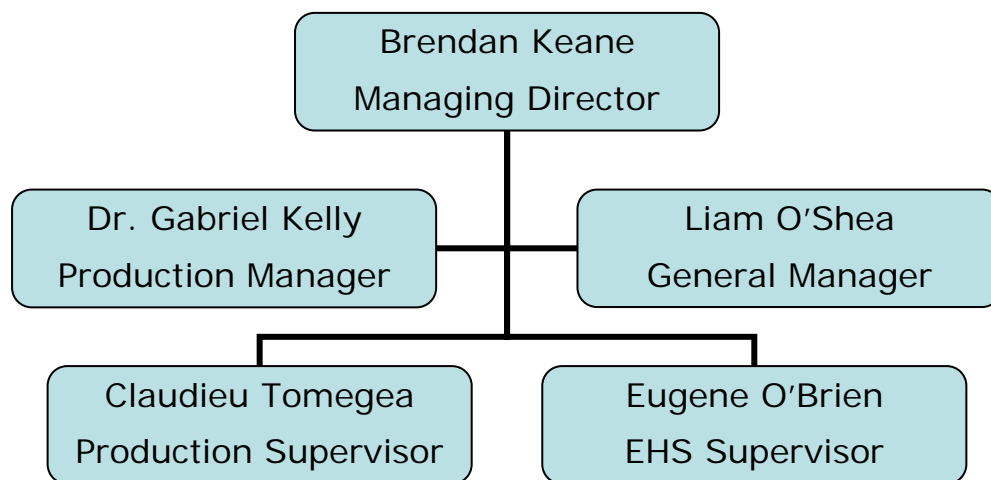 Brendan Keane
Managing Director
Dr. Gabriel Kelly
Production Manager
Liam O'Shea
General Manager
Claudieu Tomegea
Production Supervisor
Eugene O'Brien
EHS Supervisor